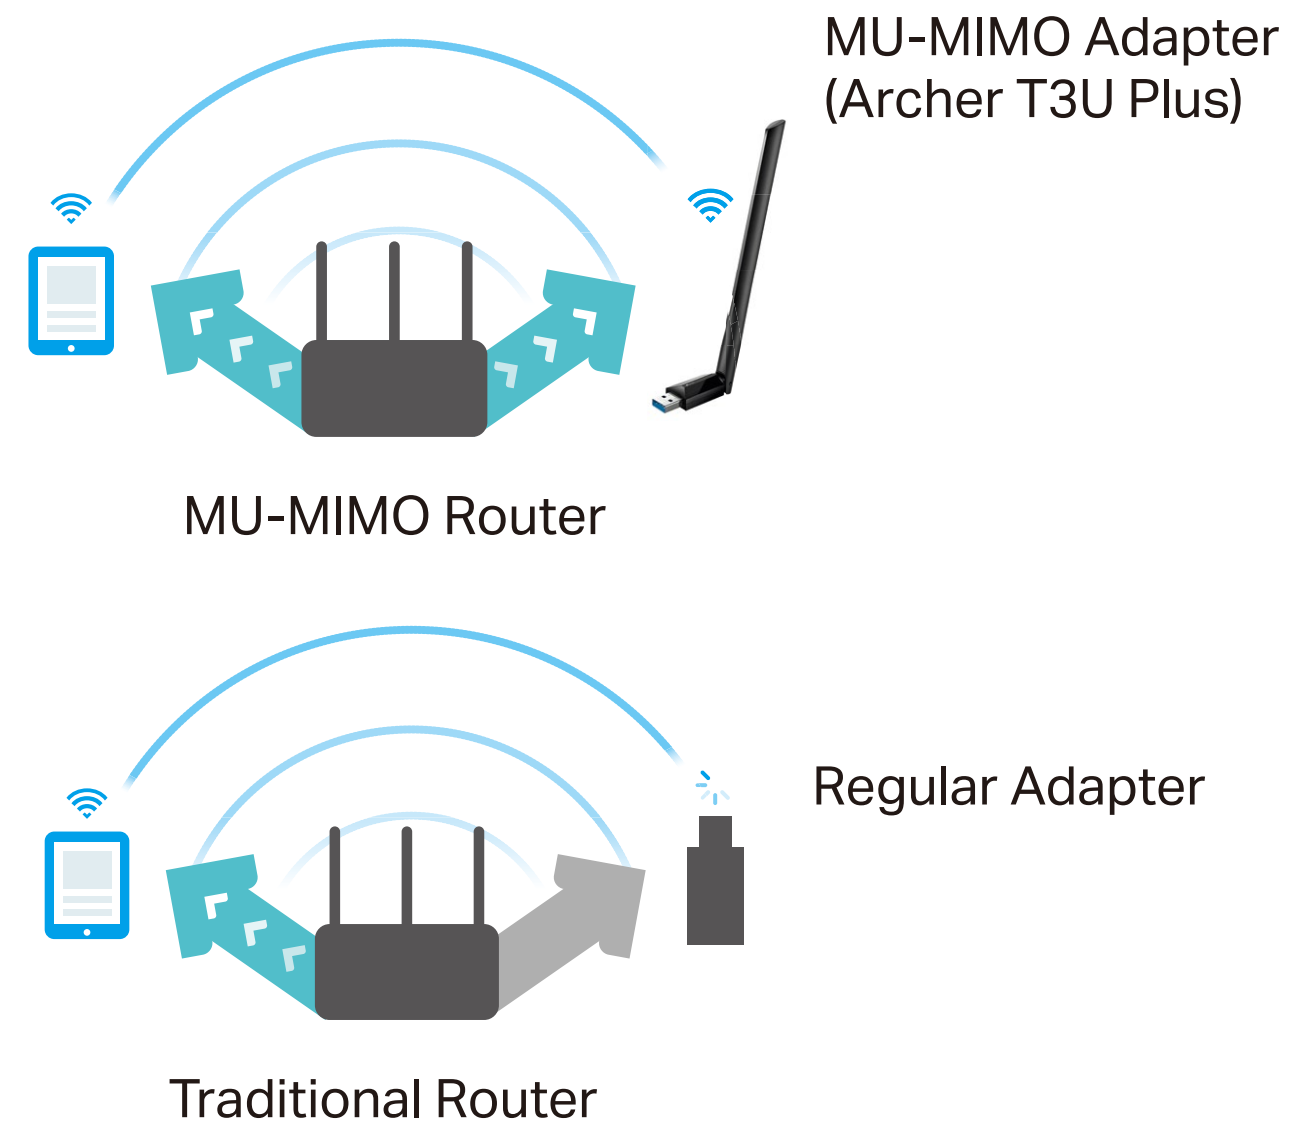 MU-MIMO Adapter
(Archer T3U Plus)
MU-MIMO Router
Regular Adapter
Traditional Router